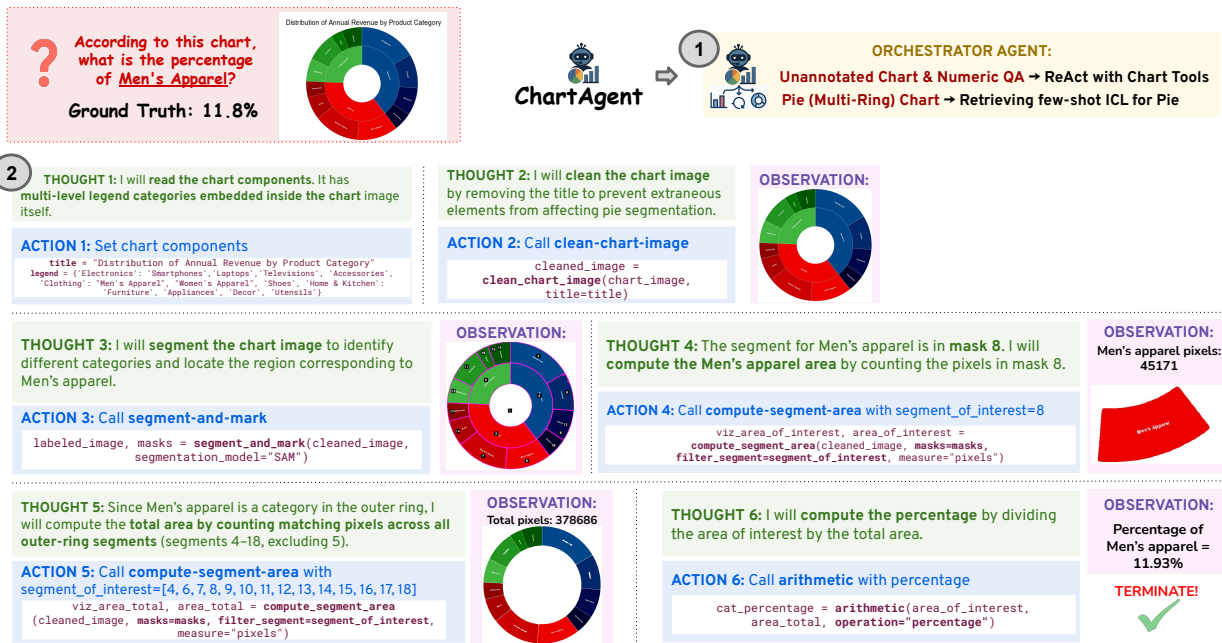 Distribution of Annual Revenue by Product Category
?
According to this chart,
what is the percentage
of Men's Apparel?
Ground Truth: 11.8%
ChartAgent
1
ORCHESTRATOR AGENT:
Unannotated Chart & Numeric QA → ReAct with Chart Tools
Pie (Multi-Ring) Chart → Retrieving few-shot ICL for Pie
2
THOUGHT 1: I will read the chart components. It has
multi-level legend categories embedded inside the chart image
itself.
ACTION 1: Set chart components
title = "Distribution of Annual Revenue by Product Category"
legend = {'Electronics': 'Smartphones','Laptops','Televisions', 'Accessories',
'Clothing': "Men's Apparel", "Women's Apparel", 'Shoes', 'Home & Kitchen':
'Furniture', 'Appliances', 'Decor', 'Utensils'}
THOUGHT 2: I will clean the chart image
by removing the title to prevent extraneous
elements from affecting pie segmentation.
ACTION 2: Call clean-chart-image
cleaned_image =
clean_chart_image(chart_image,
title=title)
OBSERVATION:
THOUGHT 3: I will segment the chart image to identify
different categories and locate the region corresponding to
Men's apparel.
ACTION 3: Call segment-and-mark
labeled_image, masks = segment_and_mark(cleaned_image,
segmentation_model="SAM")
OBSERVATION:
THOUGHT 4: The segment for Men's apparel is in mask 8. I will
compute the Men's apparel area by counting the pixels in mask 8.
ACTION 4: Call compute-segment-area with segment_of_interest=8
viz_area_of_interest, area_of_interest =
compute_segment_area(cleaned_image, masks=masks,
filter_segment=segment_of_interest, measure="pixels")
OBSERVATION:
Men's apparel pixels:
45171
Men's Apparel
THOUGHT 5: Since Men's apparel is a category in the outer ring, I
will compute the total area by counting matching pixels across all
outer-ring segments (segments 4–18, excluding 5).
ACTION 5: Call compute-segment-area with
segment_of_interest=[4, 6, 7, 8, 9, 10, 11, 12, 13, 14, 15, 16, 17, 18]
viz_area_total, area_total = compute_segment_area
(cleaned_image, masks=masks, filter_segment=segment_of_interest,
measure="pixels")
OBSERVATION:
Total pixels: 378686
THOUGHT 6: I will compute the percentage by dividing
the area of interest by the total area.
ACTION 6: Call arithmetic with percentage
cat_percentage = arithmetic(area_of_interest,
area_total, operation="percentage")
OBSERVATION:
Percentage of
Men's apparel =
11.93%
TERMINATE!